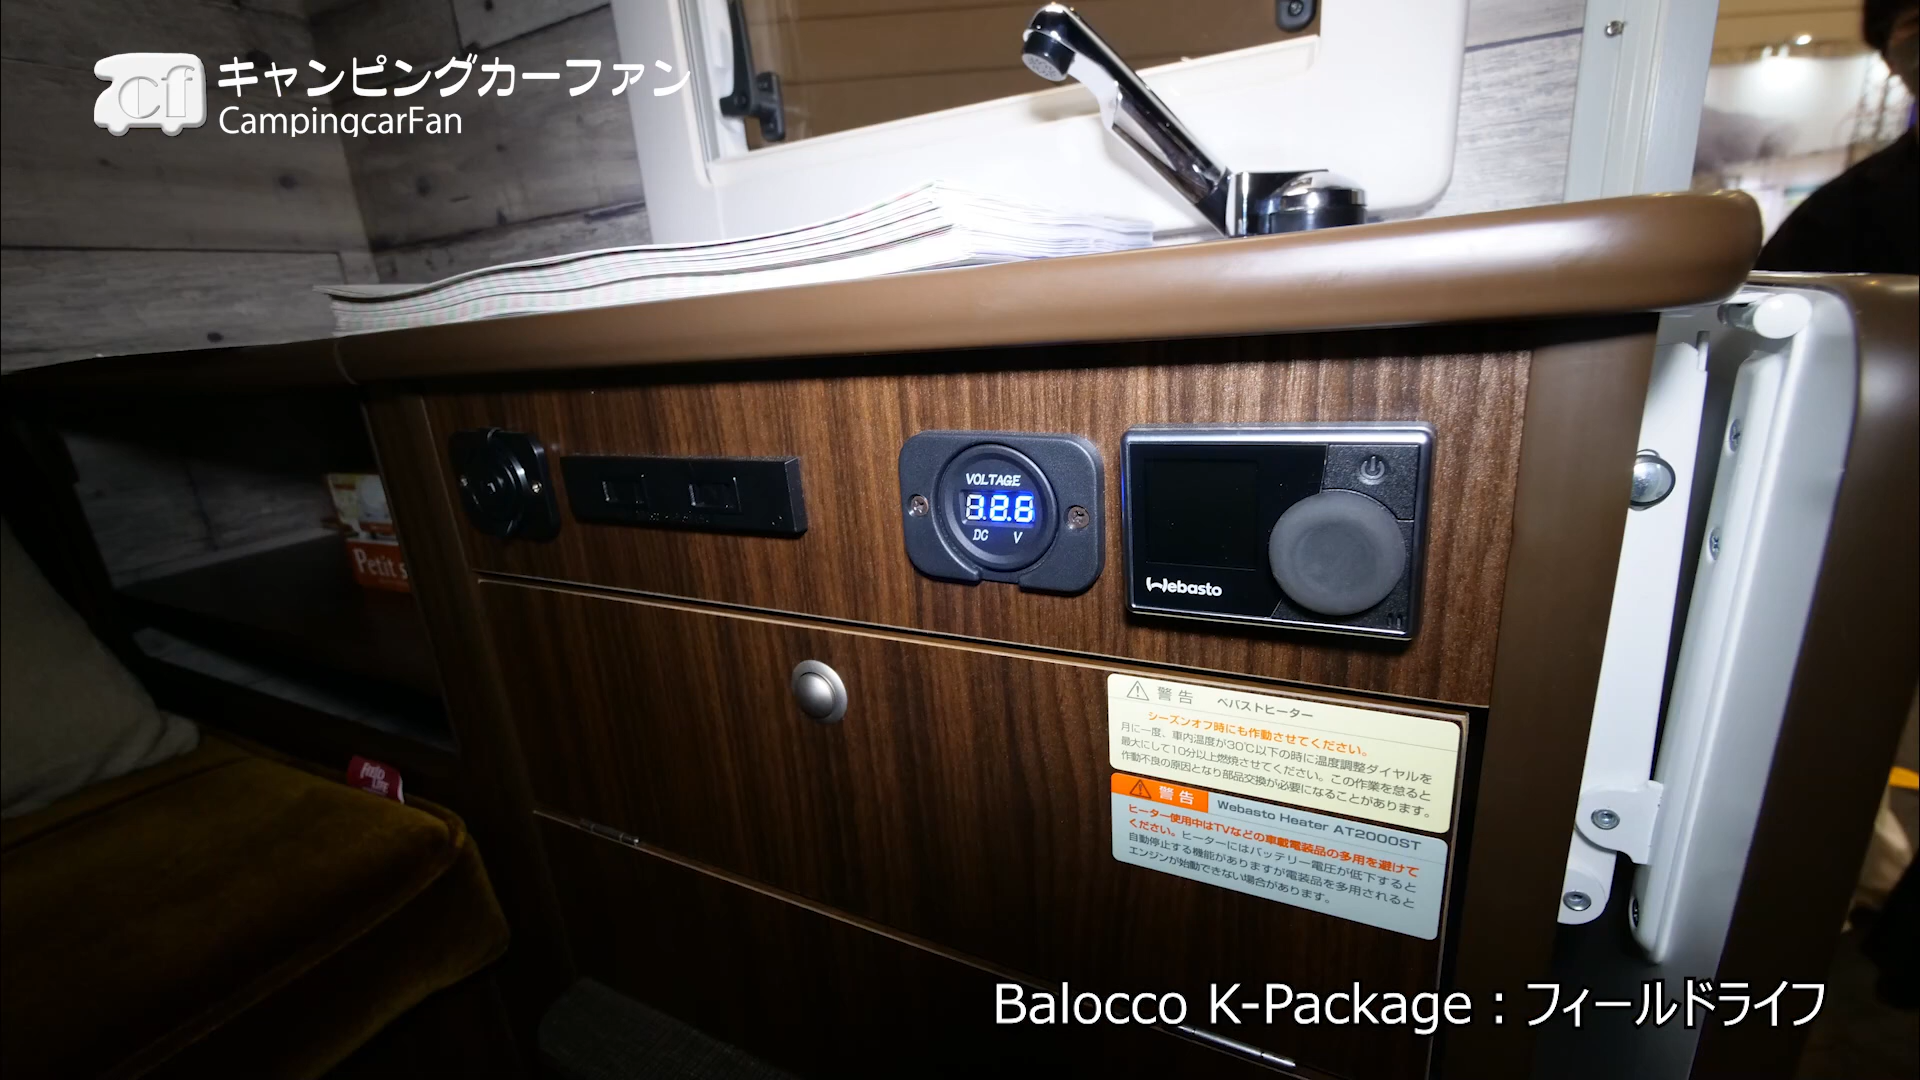 キャンピングカーファン
CampingcarFan
VOLTAGE
DC V
Webasto
Petit s
警告 ベバストヒーター
シーズンオフ時にも作動させてください。
月に一度、車内温度が30℃以下の時に温度調整ダイヤルを
最大にして10分以上燃焼させてください。この作業を怠ると
作動不良の原因となり部品交換が必要になることがあります。
警告 Webasto Heater AT2000ST
ヒーター使用中はTVなどの車載電装品の多用を避けて
ください。ヒーターにはバッテリー電圧が低下すると
自動停止する機能がありますが電装品を多用されると
エンジンが始動できない場合があります。
Balocco K-Package：フィールドライフ